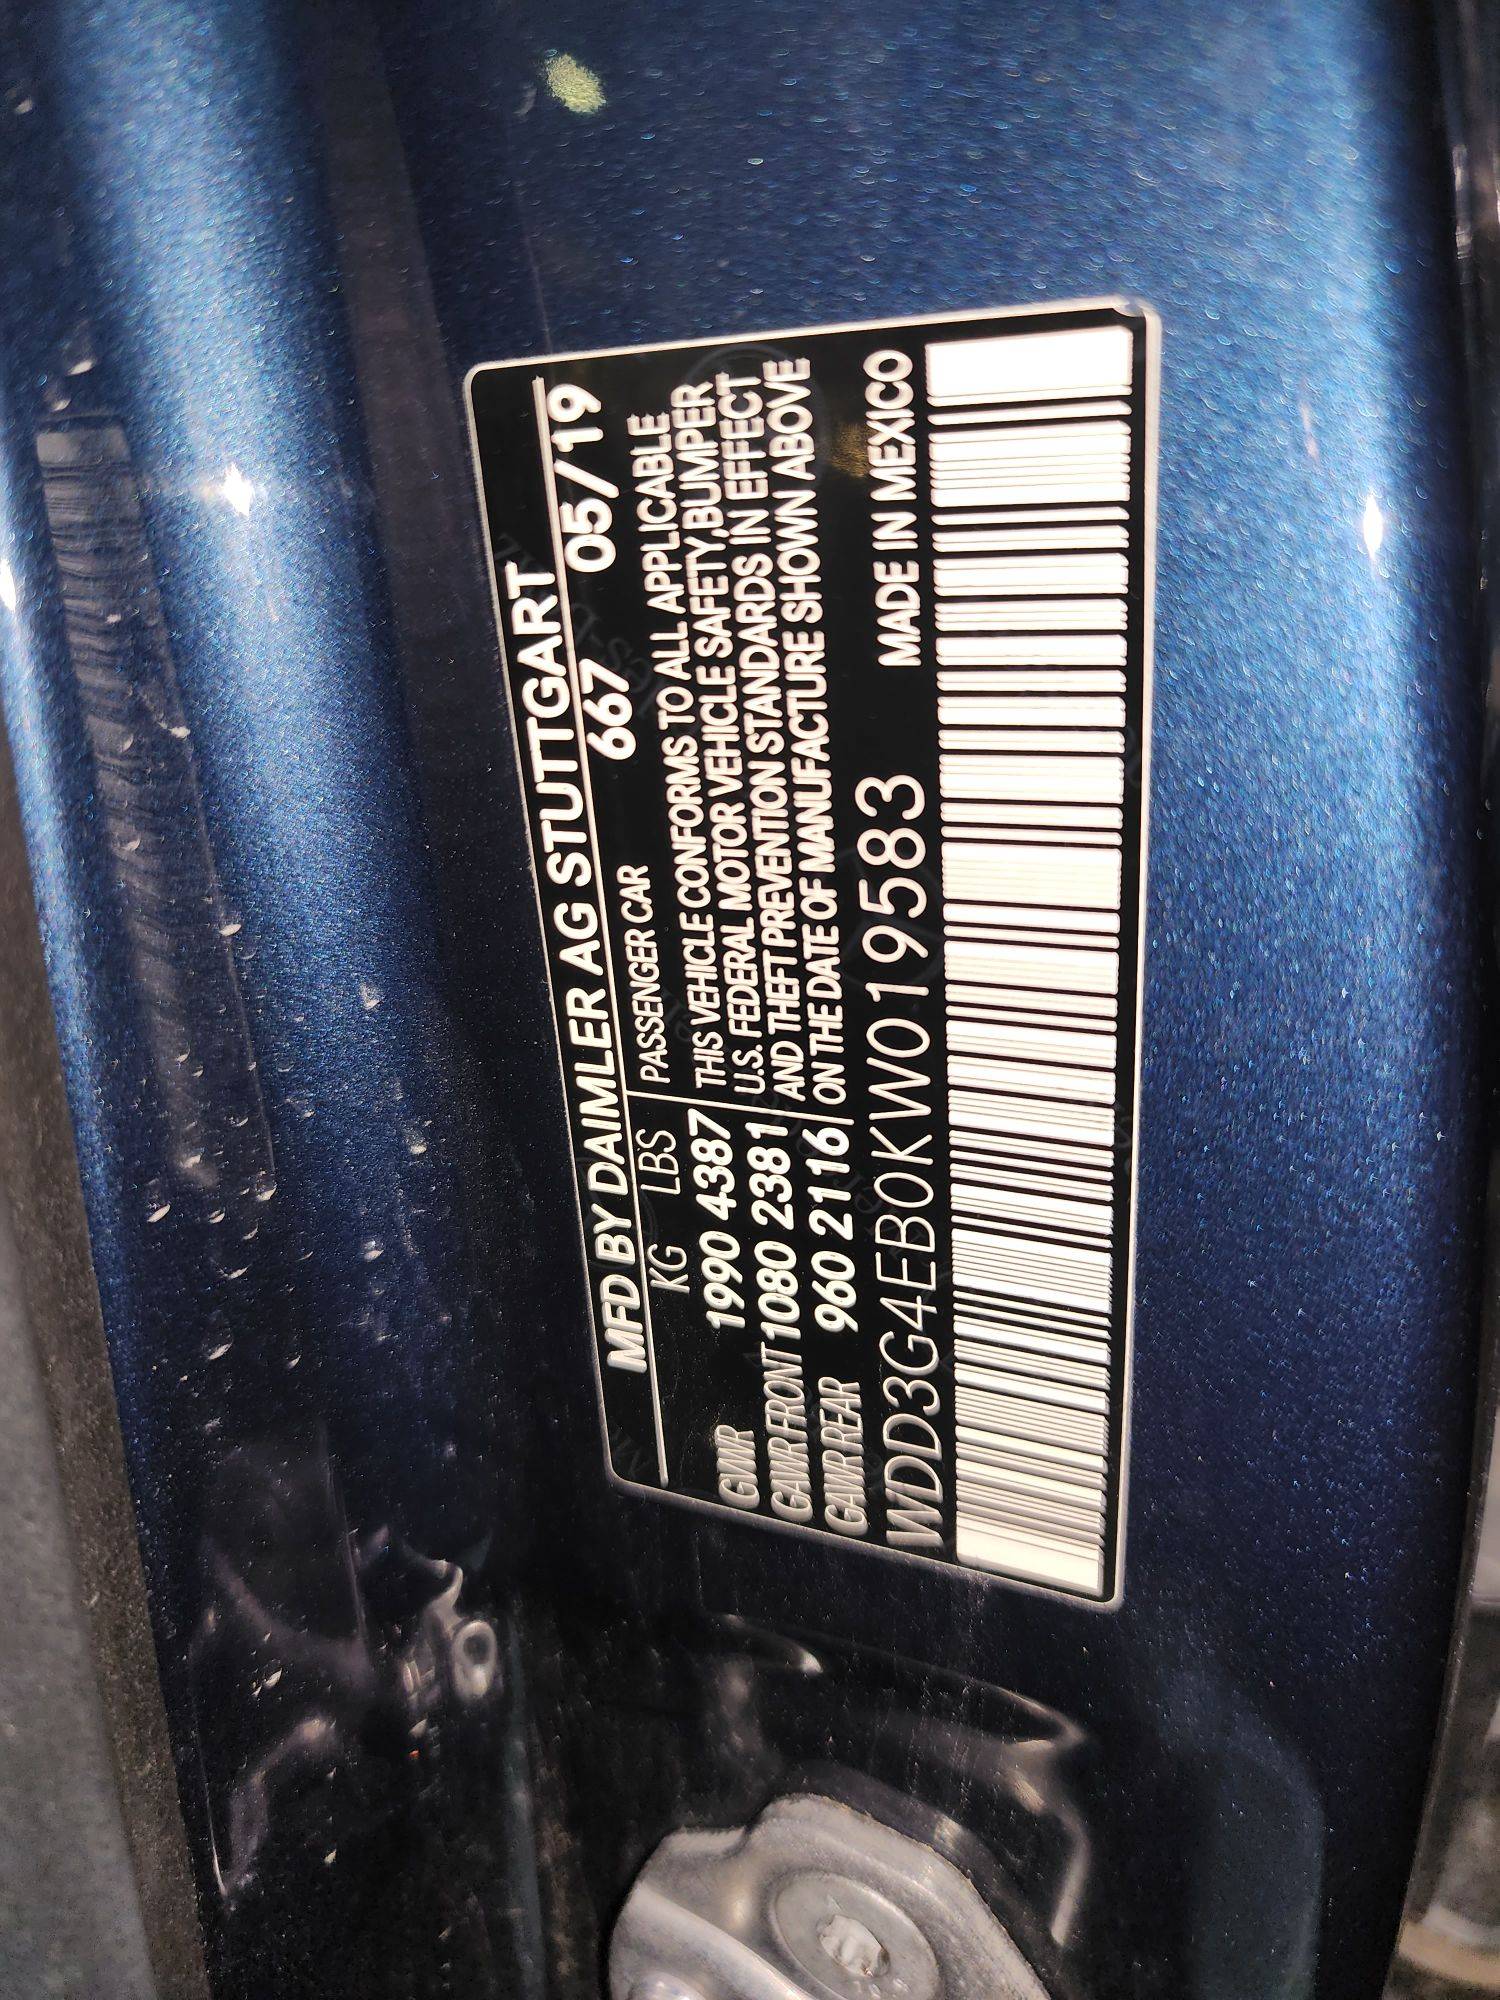 MFD BY DAIMLER AG STUTTGART
667 05/19
KG LBS PASSENGER CAR
GVWR 1990 4387
GAWR FRONT 1080 2381
GAWR REAR 960 2116
THIS VEHICLE CONFORMS TO ALL APPLICABLE
U.S. FEDERAL MOTOR VEHICLE SAFETY,BUMPER
AND THEFT PREVENTION STANDARDS IN EFFECT
ON THE DATE OF MANUFACTURE SHOWN ABOVE
WDD3G4EB0KW019583 MADE IN MEXICO